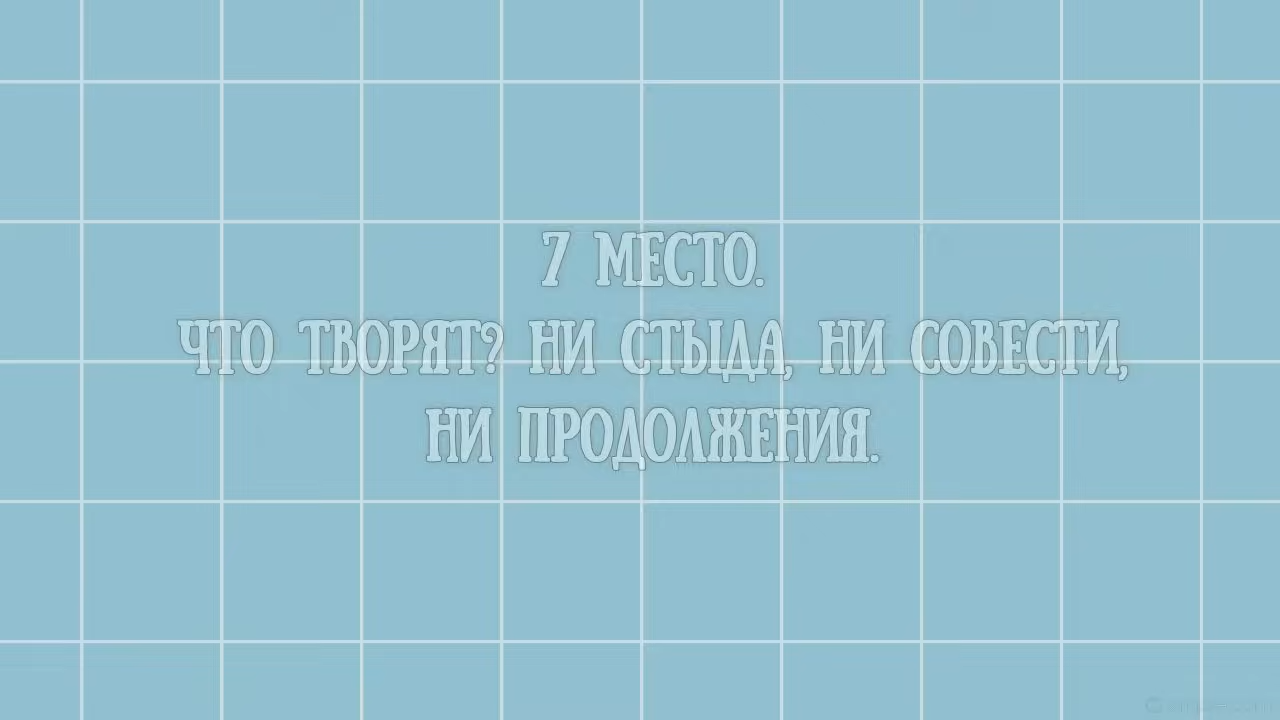 7 МЕСТО.
ЧТО ТВОРЯТ? НИ СТЫДА, НИ СОВЕСТИ,
НИ ПРОДОЛЖЕНИЯ.